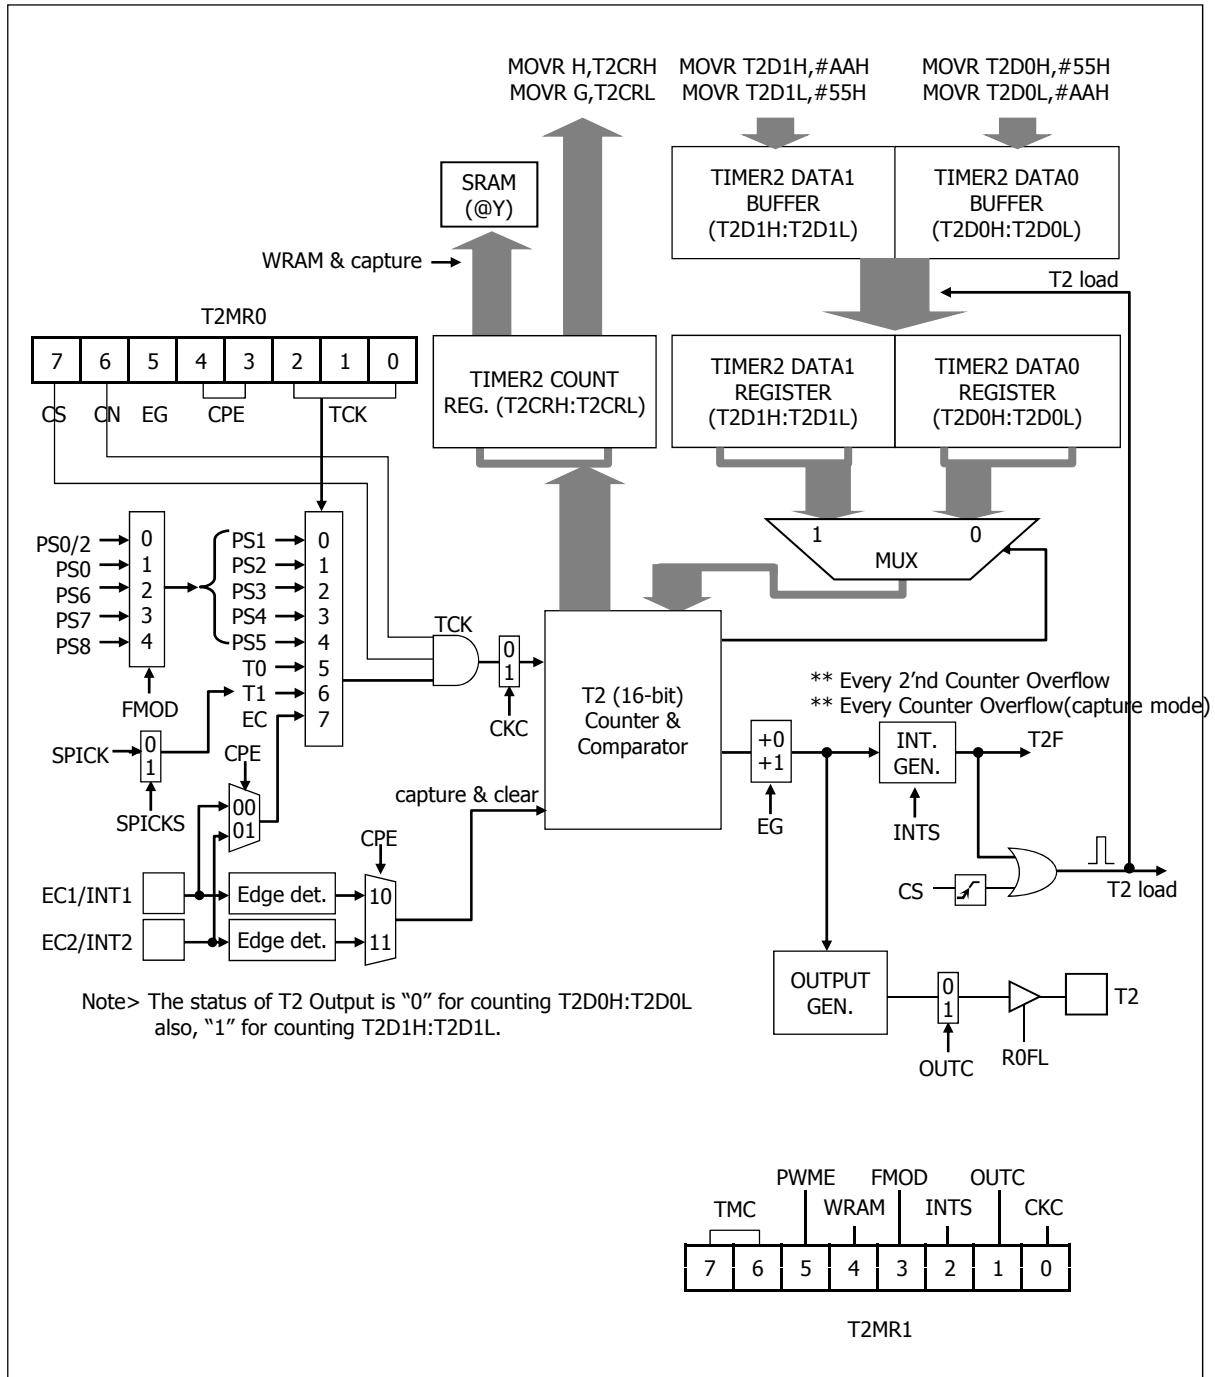 MOVR H,T2CRH
MOVR G,T2CRL
MOVR T2D1H,#AAH
MOVR T2D1L,#55H
MOVR T2D0H,#55H
MOVR T2D0L,#AAH
SRAM
(@Y)
TIMER2 DATA1
BUFFER
(T2D1H:T2D1L)
TIMER2 DATA0
BUFFER
(T2D0H:T2D0L)
WRAM & capture
T2 load
T2MR0
7 6 5 4 3 2 1 0
CS CN EG CPE TCK
TIMER2 COUNT
REG. (T2CRH:T2CRL)
TIMER2 DATA1
REGISTER
(T2D1H:T2D1L)
TIMER2 DATA0
REGISTER
(T2D0H:T2D0L)
1 0
MUX
PS0/2 0
PS0 1
PS6 2
PS7 3
PS8 4
FMOD
PS1 0
PS2 1
PS3 2
PS4 3
PS5 4
T0 5
T1 6
EC 7
TCK
0
1
CKC
T2 (16-bit)
Counter &
Comparator
** Every 2'nd Counter Overflow
** Every Counter Overflow(capture mode)
SPICK
0
1
SPICKS
CPE
00
01
capture & clear
+0
+1
EG
INT.
GEN.
INTS
T2F
CPE
EC1/INT1
Edge det.
10
EC2/INT2
Edge det.
11
CS
T2 load
Note> The status of T2 Output is “0” for counting T2D0H:T2D0L
also, “1” for counting T2D1H:T2D1L.
OUTPUT
GEN.
0
1
OUTC
R0FL
T2
PWME FMOD OUTC
TMC WRAM INTS CKC
7 6 5 4 3 2 1 0
T2MR1